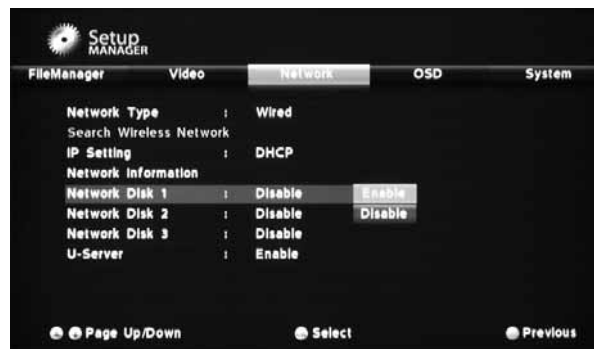 Setup
MANAGER
FileManager Video Network OSD System
Network Type : Wired
Search Wireless Network
IP Setting : DHCP
Network Information
Network Disk 1 : Disable Enable
Network Disk 2 : Disable Disable
Network Disk 3 : Disable
U-Server : Enable
Page Up/Down Select Previous